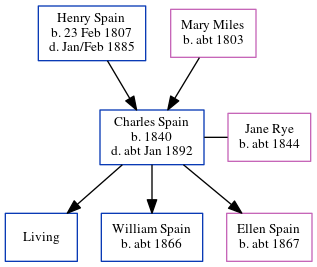 Henry Spain
b. 23 Feb 1807
d. Jan/Feb 1885
Mary Miles
b. abt 1803
Charles Spain
b. 1840
d. abt Jan 1892
Jane Rye
b. abt 1844
Living
William Spain
b. abt 1866
Ellen Spain
b. abt 1867